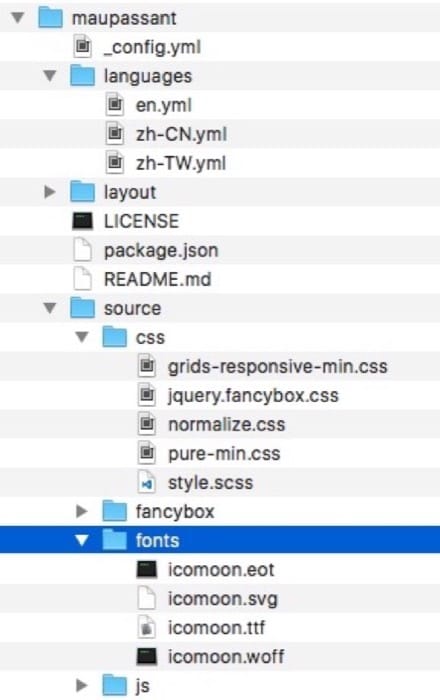 maupassant
_config.yml
languages
en.yml
zh-CN.yml
zh-TW.yml
layout
LICENSE
package.json
README.md
source
css
grids-responsive-min.css
jquery.fancybox.css
normalize.css
pure-min.css
style.scss
fancybox
fonts
icomoon.eot
icomoon.svg
icomoon.ttf
icomoon.woff
js